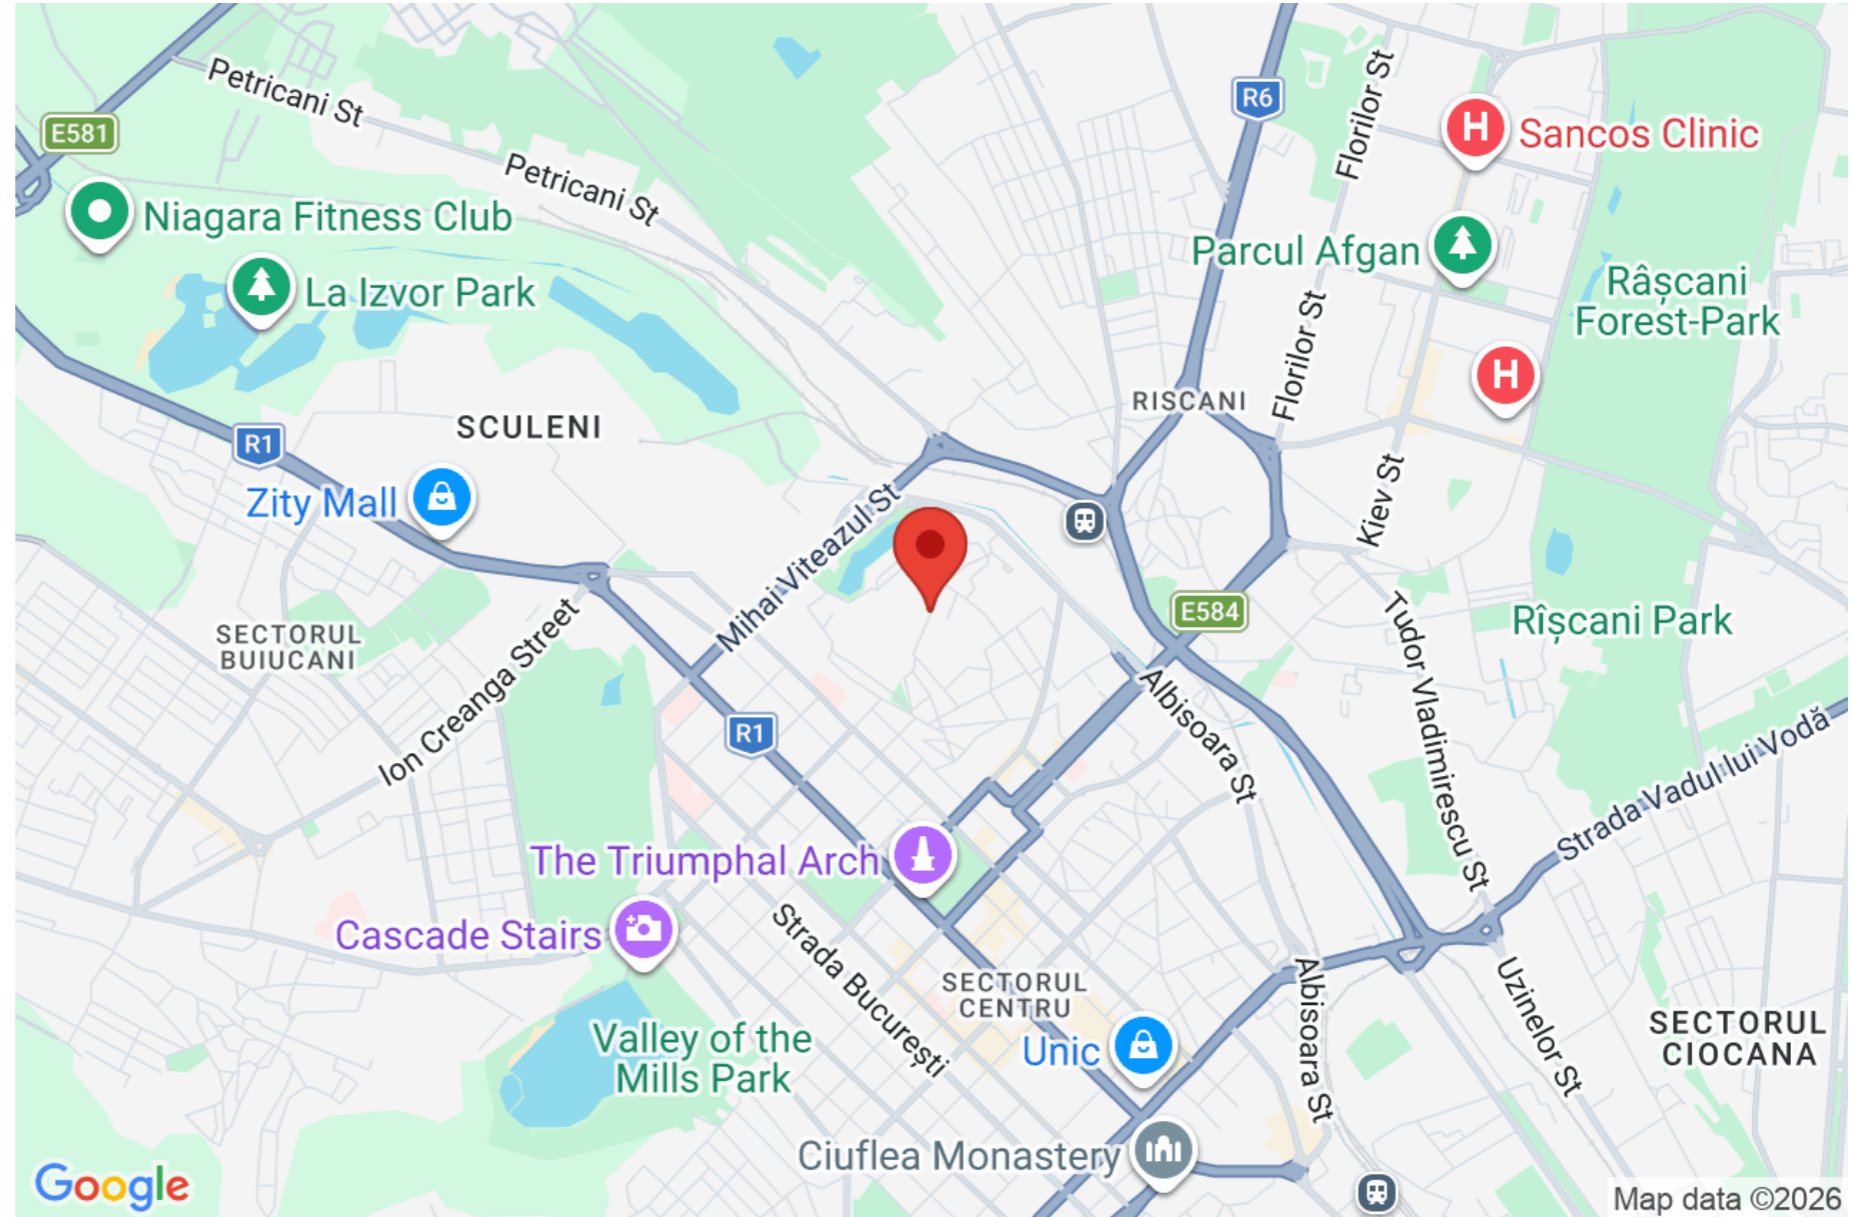 Petricani St
R6
Florilor St
E581
Sancos Clinic
Petricani St
Niagara Fitness Club
Parcul Afgan
La Izvor Park
Râșcani
Forest-Park
Florilor St
RISCANI
SCULENI
R1
Zity Mall
Kiev St
Mihai Viteazul St
E584
Rîșcani Park
SECTORUL
BUIUCANI
Ion Creanga Street
Tudor Vladimirescu St
Albisoara St
R1
Strada Vadul lui Vodă
The Triumphal Arch
Cascade Stairs
Strada București
SECTORUL
CENTRU
Albisoara St
Uzinelor St
SECTORUL
CIOCANA
Valley of the
Mills Park
Unic
Ciuflea Monastery
Google
Map data ©2026
H
H